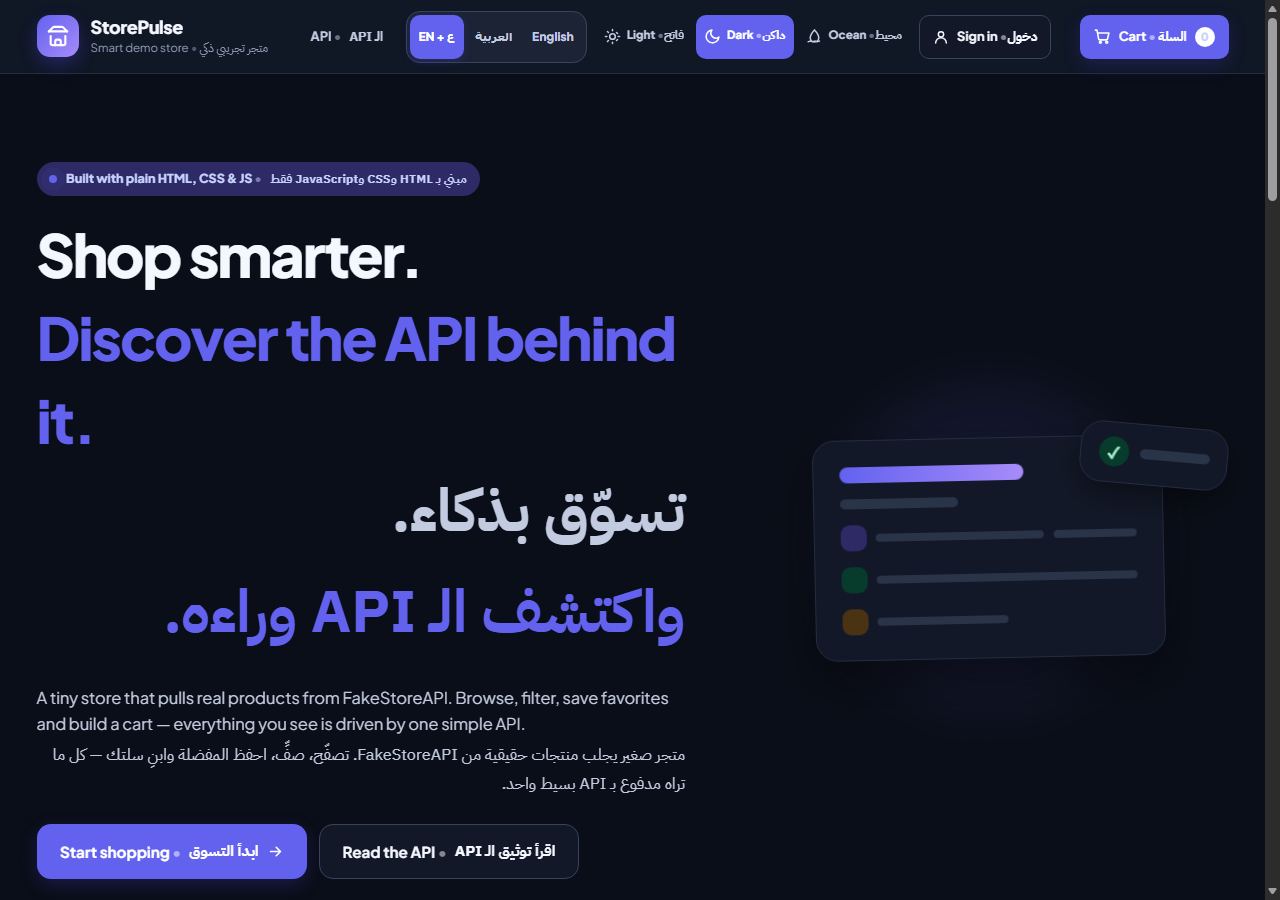 StorePulse
Smart demo store • متجر تجريبي ذكي
API • الـ API
EN + ع
العربية
English
Light • فاتح
Dark • داكن
Ocean • محيط
Sign in • دخول
Cart • السلة 0
Built with plain HTML, CSS & JS • مبني بـ HTML وCSS وJavaScript فقط
Shop smarter.
Discover the API behind
it.
تسوّق بذكاء.
واكتشف الـ API وراءه.
A tiny store that pulls real products from FakeStoreAPI. Browse, filter, save favorites
and build a cart — everything you see is driven by one simple API.
متجر صغير يجلب منتجات حقيقية من FakeStoreAPI. تصفّح، صفِّ، احفظ المفضلة وابنِ سلتك — كل ما
تراه مدفوع بـ API بسيط واحد.
Start shopping • ابدأ التسوق →
Read the API • اقرأ توثيق الـ API